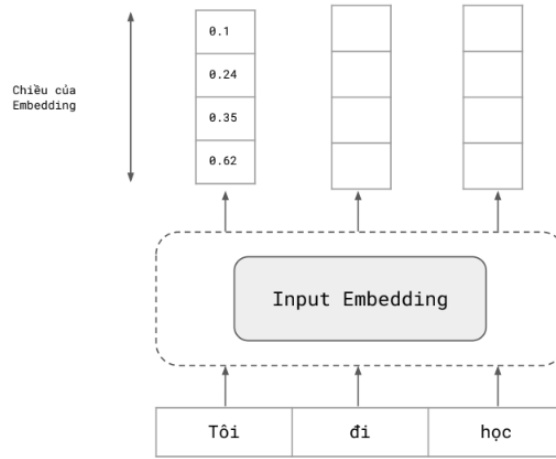 0.1
0.24
Chiều của
Embedding
0.35
0.62
Input Embedding
Tôi
đi
học